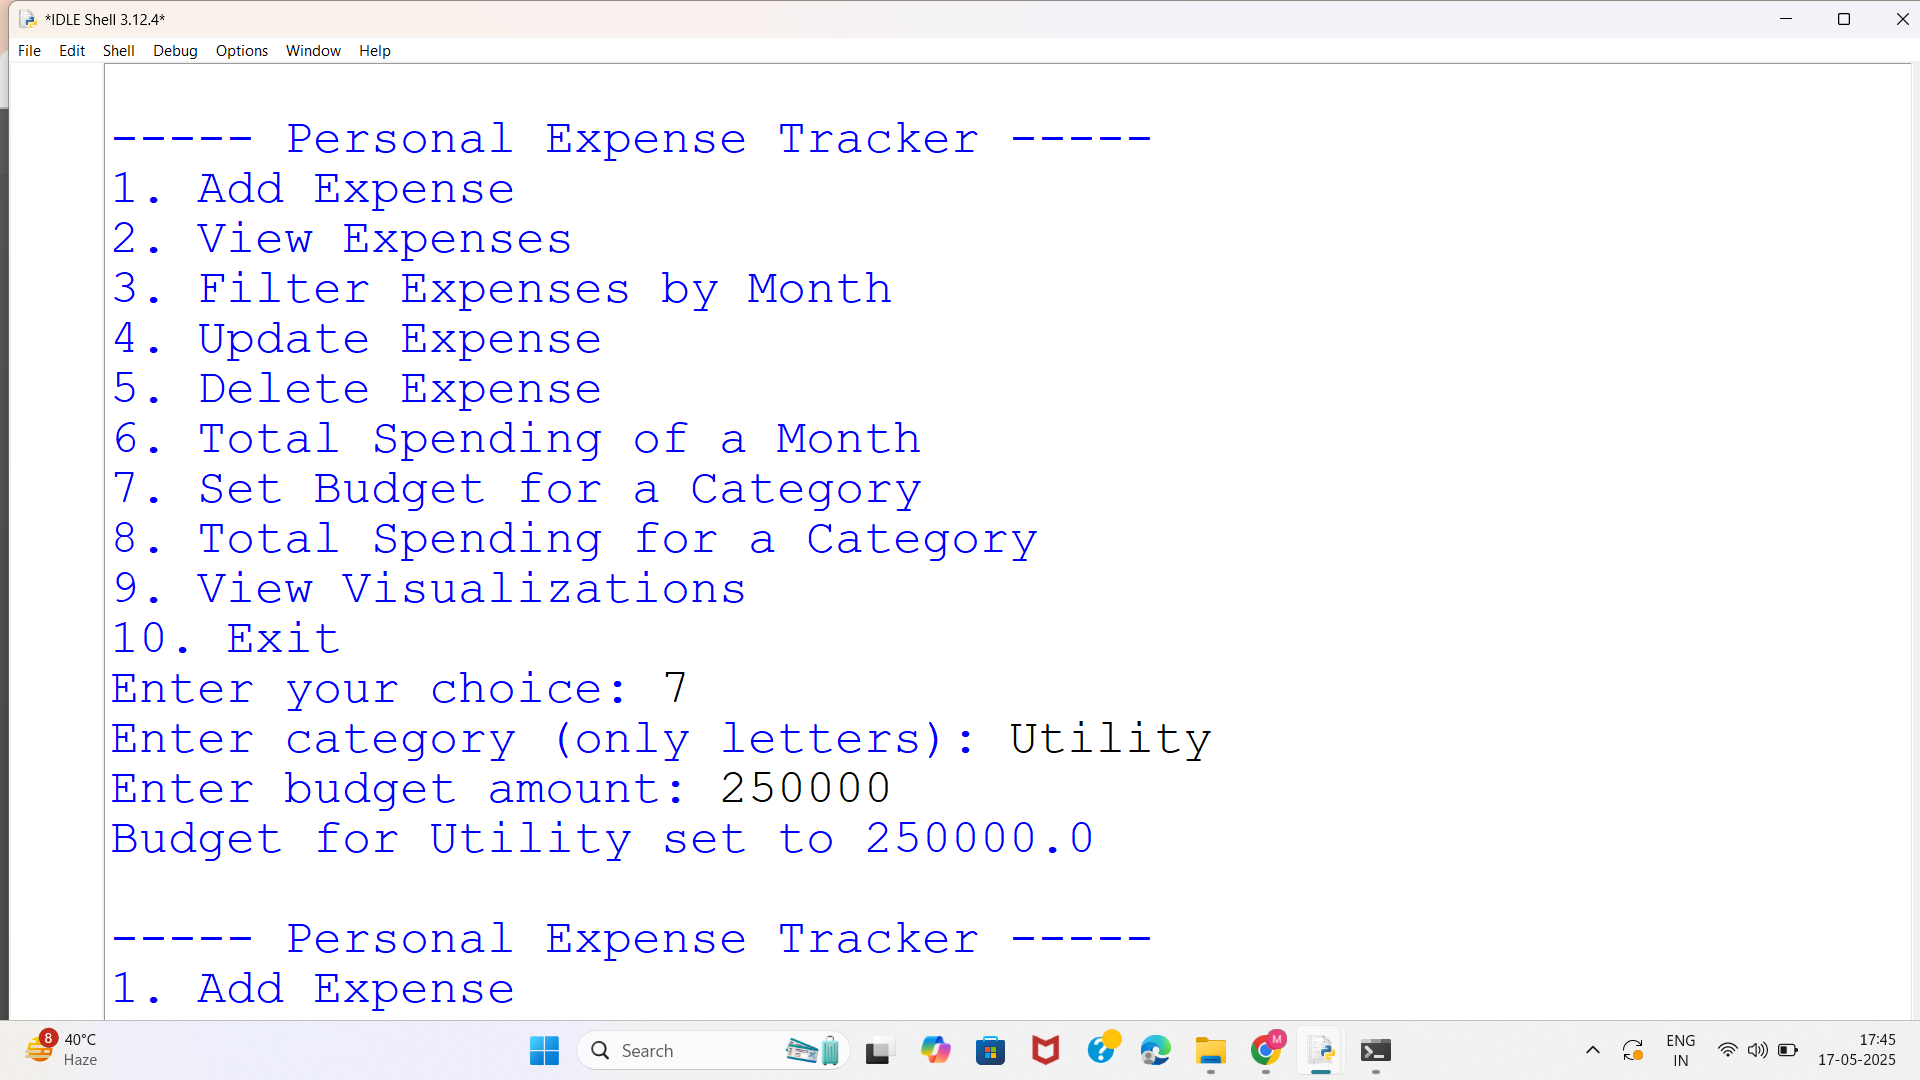 *IDLE Shell 3.12.4*
File Edit Shell Debug Options Window Help
----- Personal Expense Tracker -----
1. Add Expense
2. View Expenses
3. Filter Expenses by Month
4. Update Expense
5. Delete Expense
6. Total Spending of a Month
7. Set Budget for a Category
8. Total Spending for a Category
9. View Visualizations
10. Exit
Enter your choice: 7
Enter category (only letters): Utility
Enter budget amount: 250000
Budget for Utility set to 250000.0
----- Personal Expense Tracker -----
1. Add Expense
8
40°C
Haze
Search
M
ENG
IN
17:45
17-05-2025